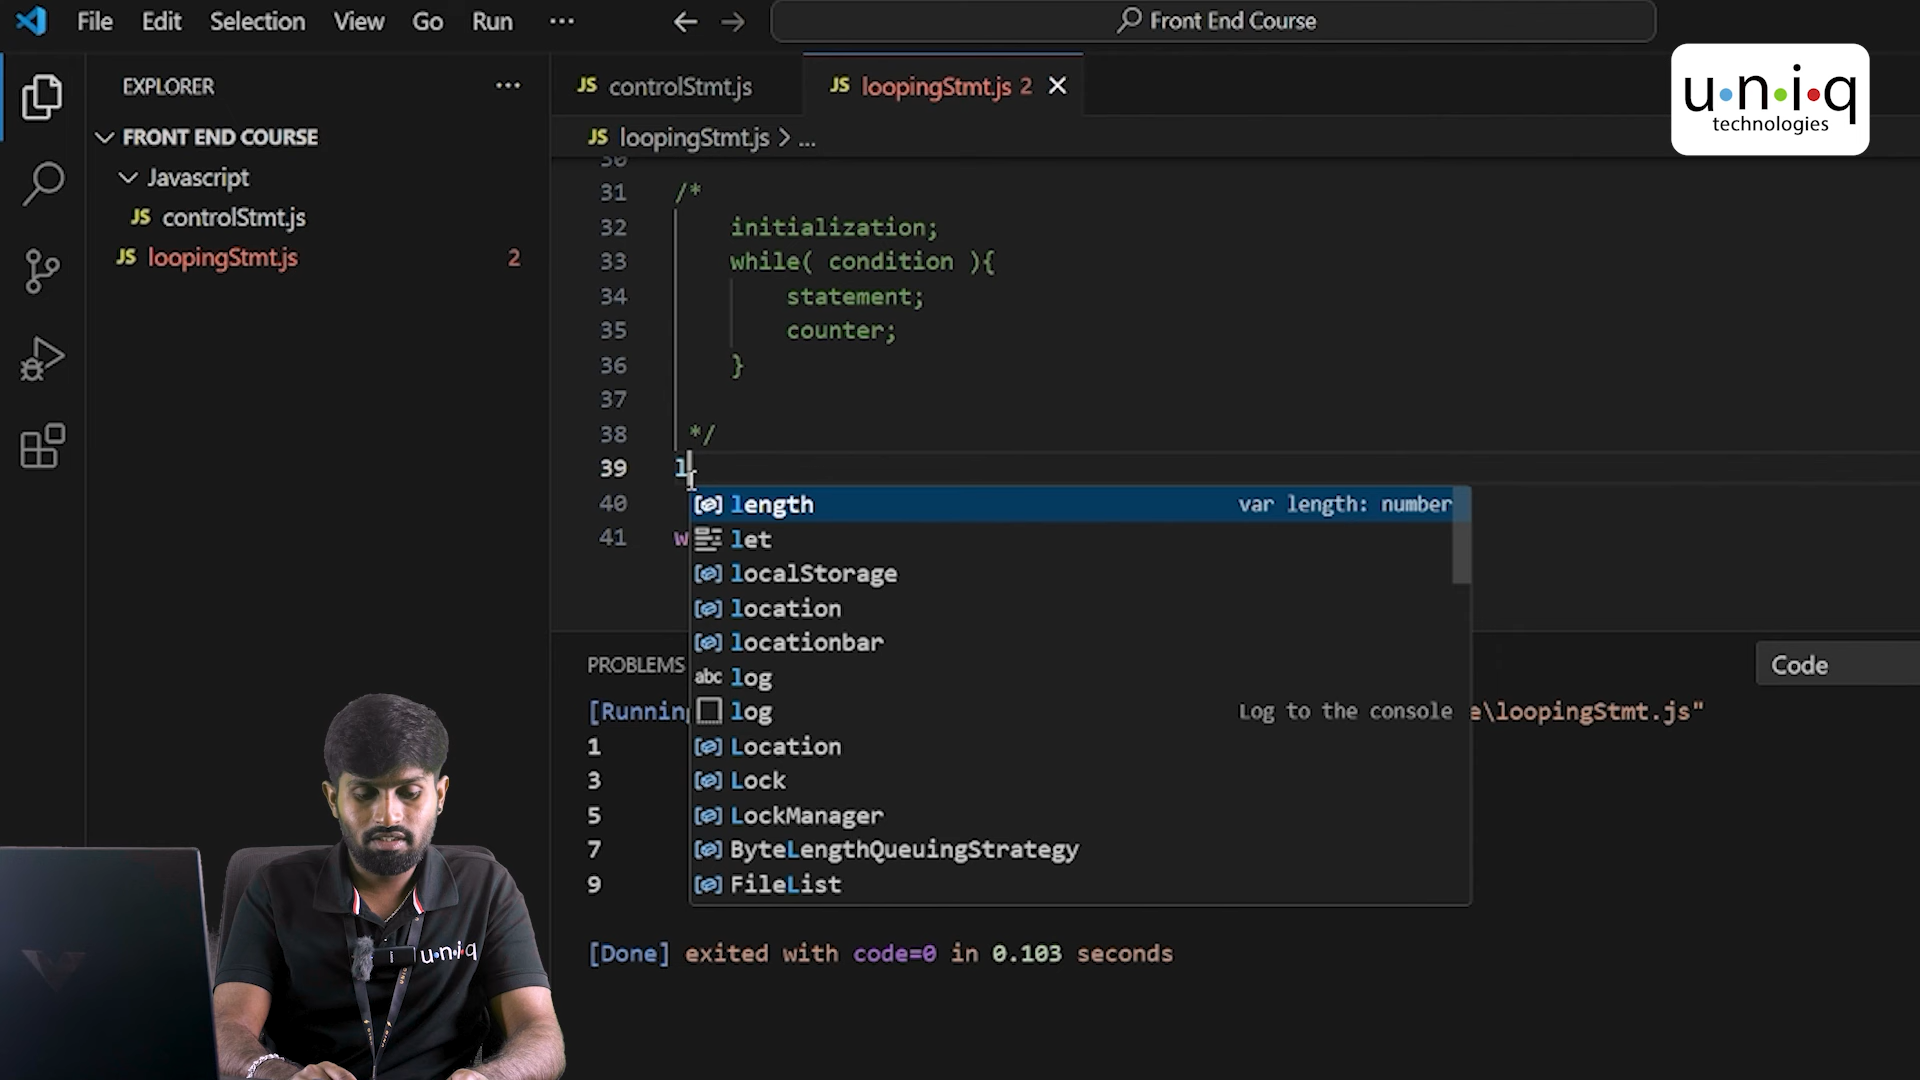 File Edit Selection View Go Run ...
Front End Course
u·n·i·q
technologies
EXPLORER ...
FRONT END COURSE
Javascript
JS controlStmt.js
JS loopingStmt.js 2
JS controlStmt.js
JS loopingStmt.js 2
JS loopingStmt.js > ...
30
31 /*
32 initialization;
33 while( condition ){
34 statement;
35 counter;
36 }
37
38 */
39 l
40
41 w
length var length: number
let
localStorage
location
locationbar
abc log
log Log to the console
Location
Lock
LockManager
ByteLengthQueuingStrategy
FileList
PROBLEMS
Code
[Running e\loopingStmt.js"
1
3
5
7
9
[Done] exited with code=0 in 0.103 seconds
u·n·i·q